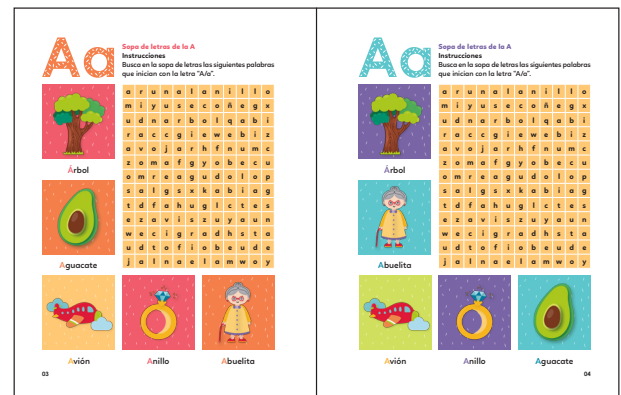 Aa
Sopa de letras de la A
Instrucciones
Busca en la sopa de letras las siguientes palabras
que inician con la letra "A/a".
a r u n a l a n i l l o
m i y u s e c o ñ e g x
u d n a r b o l q a b i
r a c c g i e w e b i z
a v o j a r h f n u m c
z o m a f g y o b e c u
o m r e a g u d o l o p
s a l g s x k a b i a g
t d f a h u g l c t e s
e z a v i s z u y a u n
w e c i g r a d h s t a
u d t o f i o b e u d e
j a l n a e l a m w o y
Árbol
Aguacate
Avión
Anillo
Abuelita
03
Aa
Sopa de letras de la A
Instrucciones
Busca en la sopa de letras las siguientes palabras
que inician con la letra "A/a".
a r u n a l a n i l l o
m i y u s e c o ñ e g x
u d n a r b o l q a b i
r a c c g i e w e b i z
a v o j a r h f n u m c
z o m a f g y o b e c u
o m r e a g u d o l o p
s a l g s x k a b i a g
t d f a h u g l c t e s
e z a v i s z u y a u n
w e c i g r a d h s t a
u d t o f i o b e u d e
j a l n a e l a m w o y
Árbol
Abuelita
Avión
Anillo
Aguacate
04